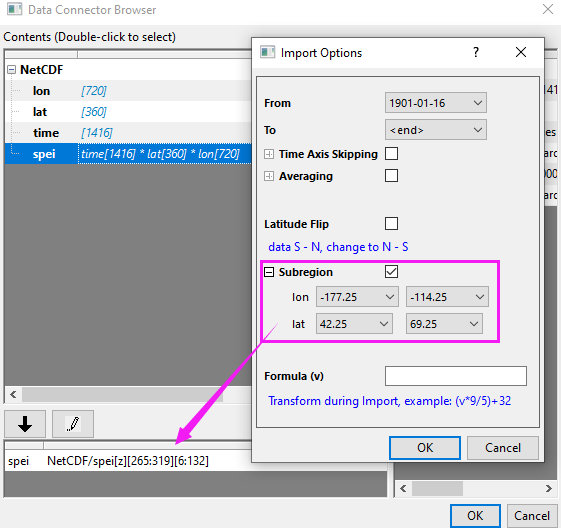 Data Connector Browser
Contents (Double-click to select)
NetCDF
lon [720]
lat [360]
time [1416]
spei time[1416] * lat[360] * lon[720]
Import Options
?
From 1901-01-16
To <end>
Time Axis Skipping
Averaging
Latitude Flip
data S - N, change to N - S
Subregion
lon -177.25 -114.25
lat 42.25 69.25
Formula (v)
Transform during Import, example: (v*9/5)+32
OK Cancel
spei NetCDF/spei[z][265:319][6:132]
OK Cancel